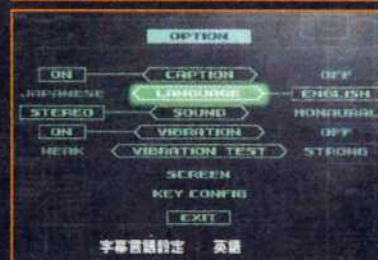 OPTION
ON CAPTION OFF
JAPANESE LANGUAGE ENGLISH
STEREO SOUND MONAURAL
ON VIBRATION OFF
WEAK VIBRATION TEST STRONG
SCREEN
KEY CONFIG
EXIT
字幕言語設定 : 英語